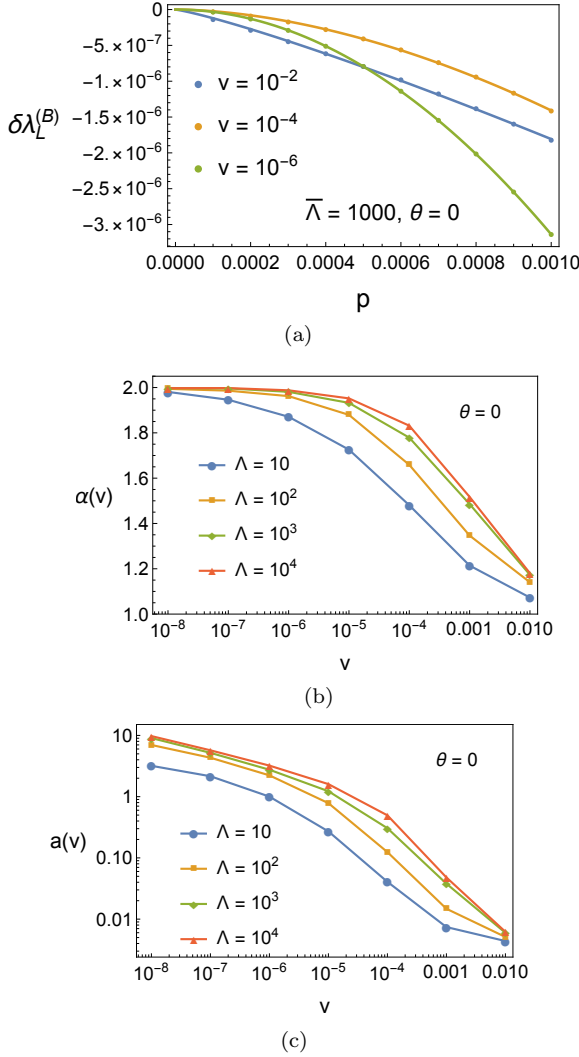 0
-5.×10⁻⁷
-1.×10⁻⁶
-1.5×10⁻⁶
-2.×10⁻⁶
-2.5×10⁻⁶
-3.×10⁻⁶
δλ_L^(B)
v = 10⁻²
v = 10⁻⁴
v = 10⁻⁶
Λ̅ = 1000, θ = 0
0.0000 0.0002 0.0004 0.0006 0.0008 0.0010
p
(a)
2.0
1.8
1.6
1.4
1.2
1.0
α(v)
θ = 0
Λ = 10
Λ = 10²
Λ = 10³
Λ = 10⁴
10⁻⁸ 10⁻⁷ 10⁻⁶ 10⁻⁵ 10⁻⁴ 0.001 0.010
v
(b)
10
1
0.10
0.01
a(v)
θ = 0
Λ = 10
Λ = 10²
Λ = 10³
Λ = 10⁴
10⁻⁸ 10⁻⁷ 10⁻⁶ 10⁻⁵ 10⁻⁴ 0.001 0.010
v
(c)